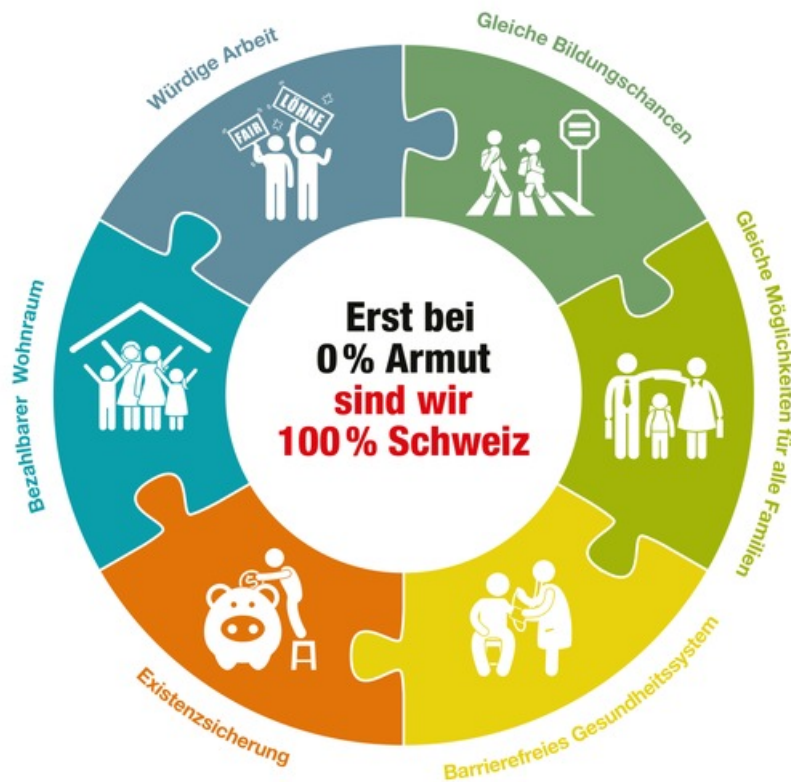 Würdige Arbeit
Gleiche Bildungschancen
FAIR
LÖHNE
Gleiche Möglichkeiten für alle Familien
Bezahlbarer Wohnraum
Erst bei
0% Armut
sind wir
100% Schweiz
Existenzsicherung
Barrierefreies Gesundheitssystem